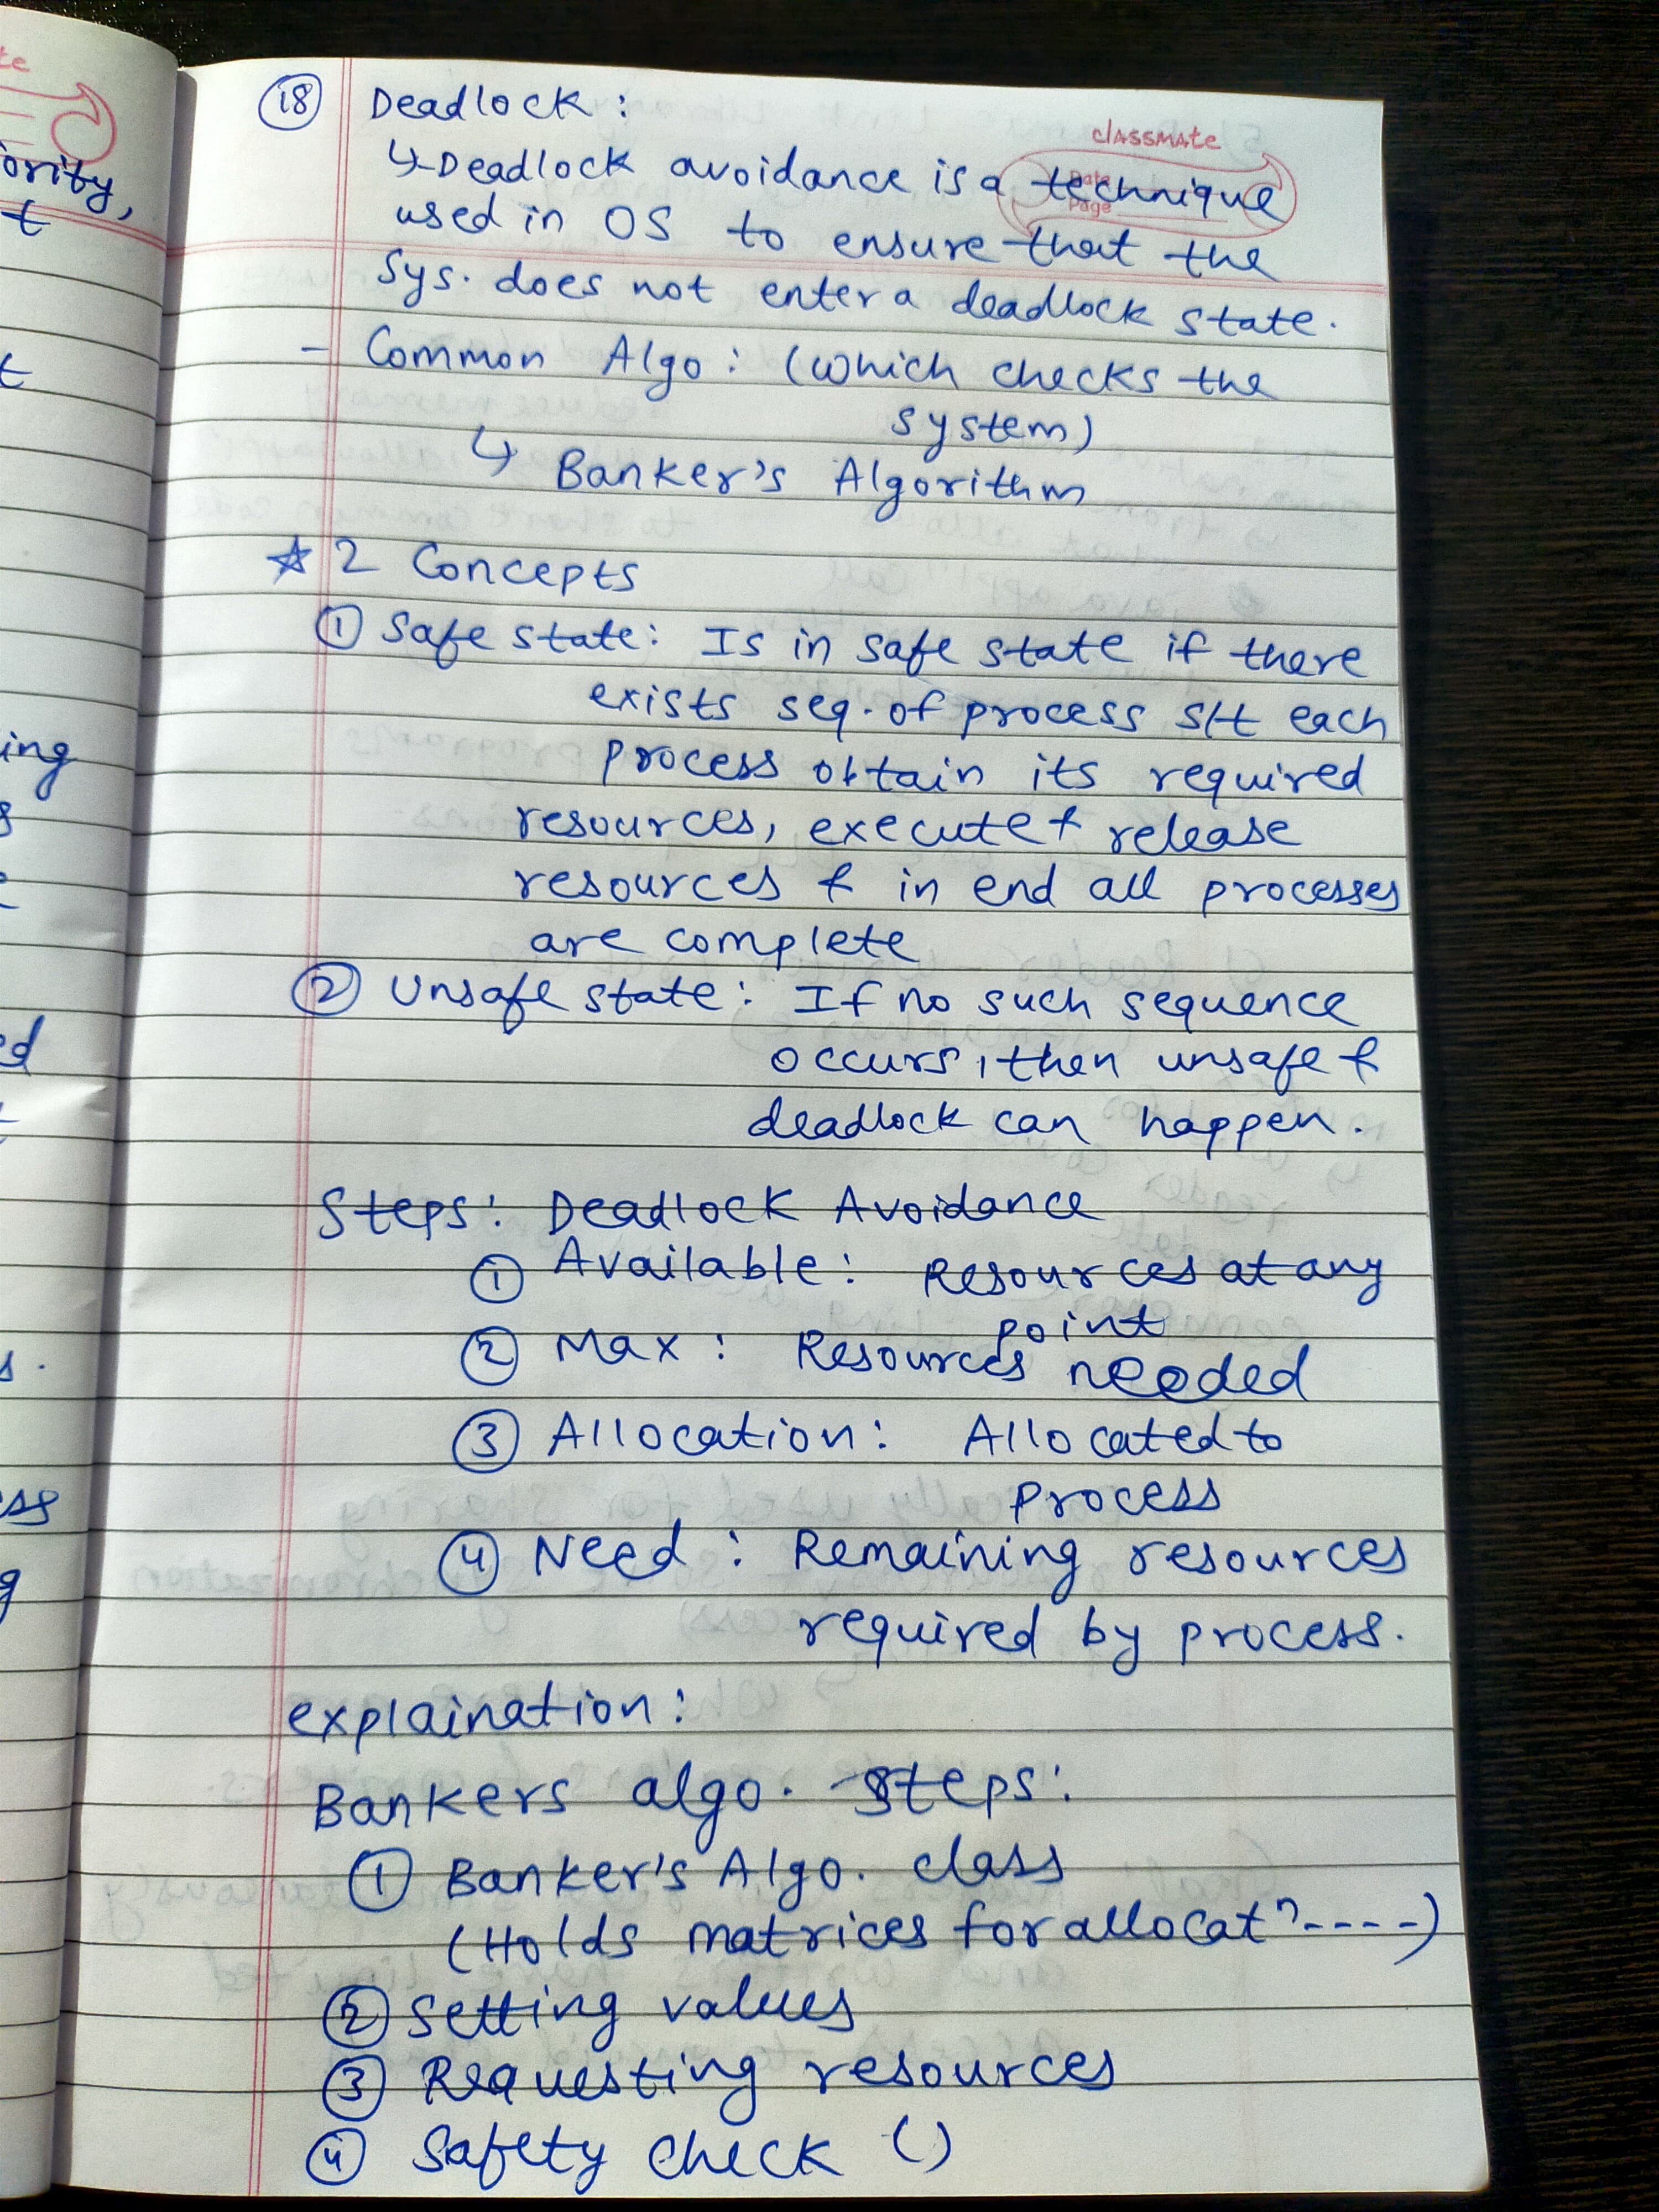 (18) Deadlock :
classmate
Date
Page
↳ Deadlock avoidance is a technique
used in OS to ensure that the
Sys. does not enter a deadlock state.
- Common Algo : (which checks the
system)
↳ Banker's Algorithm
☆ 2 Concepts
① Safe state : Is in safe state if there
exists seq. of process s/t each
process obtain its required
resources, execute & release
resources & in end all processes
are complete
② Unsafe state : If no such sequence
occurs, then unsafe &
deadlock can happen.
Steps : Deadlock Avoidance
① Available : Resources at any
point
② Max : Resources needed
③ Allocation : Allocated to
process
④ Need : Remaining resources
required by process.
explaination :
Bankers algo. steps :
① Banker's Algo. class
(Holds matrices for allocatⁿ ----)
② Setting values
③ Requesting resources
④ Safety check ()
ority,
t
t
ing
ed
ss
g